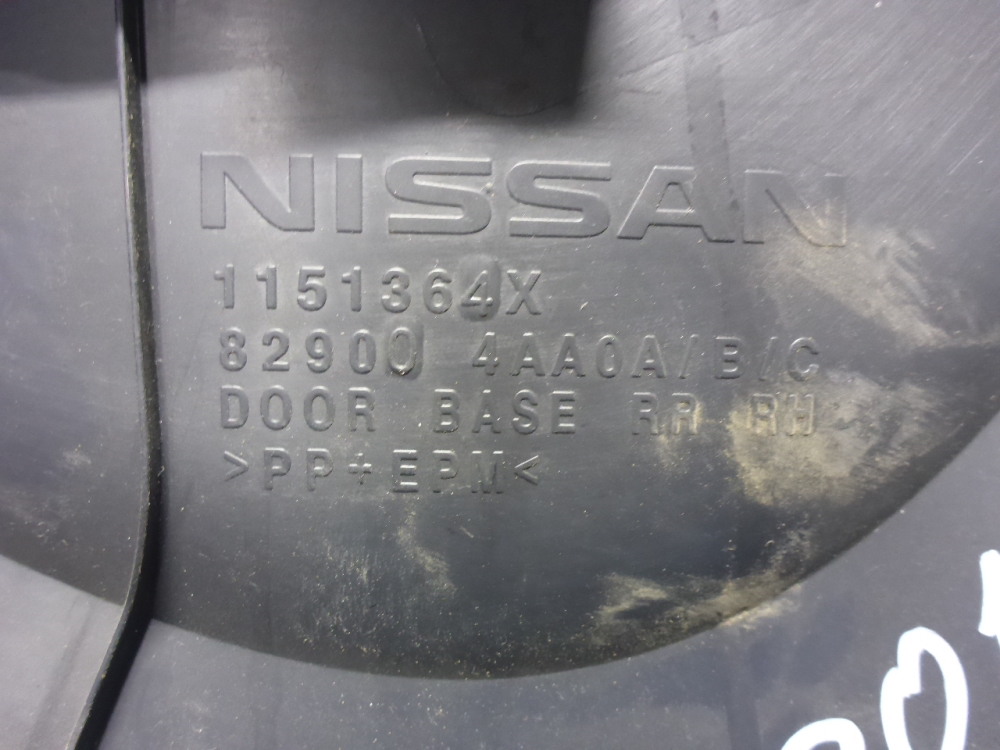 NISSAN
1151364X
82900 4AA0A/B/C
DOOR BASE RR RH
>PP+EPM<